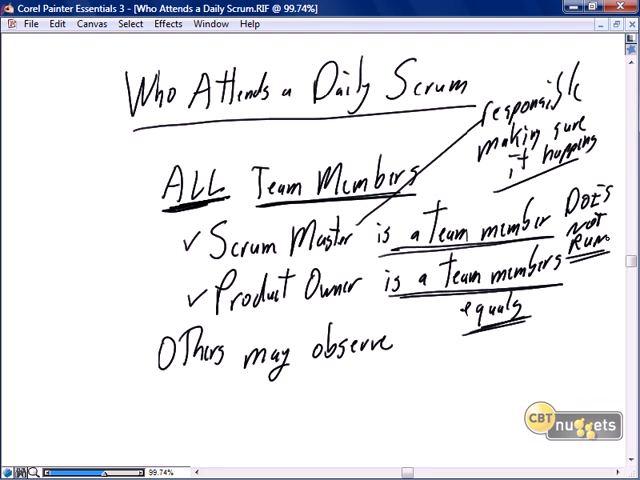 Corel Painter Essentials 3 - [Who Attends a Daily Scrum.RIF @ 99.74%]
File Edit Canvas Effects Window Help
Who Attends a Daily Scrum
responsible
making sure
it happing
ALL Team Members
✓ Scrum Master is a team member DOES
NOT
RUN
✓ Product Owner is a team members
equals
Others may observe
CBT nuggets
99.74%